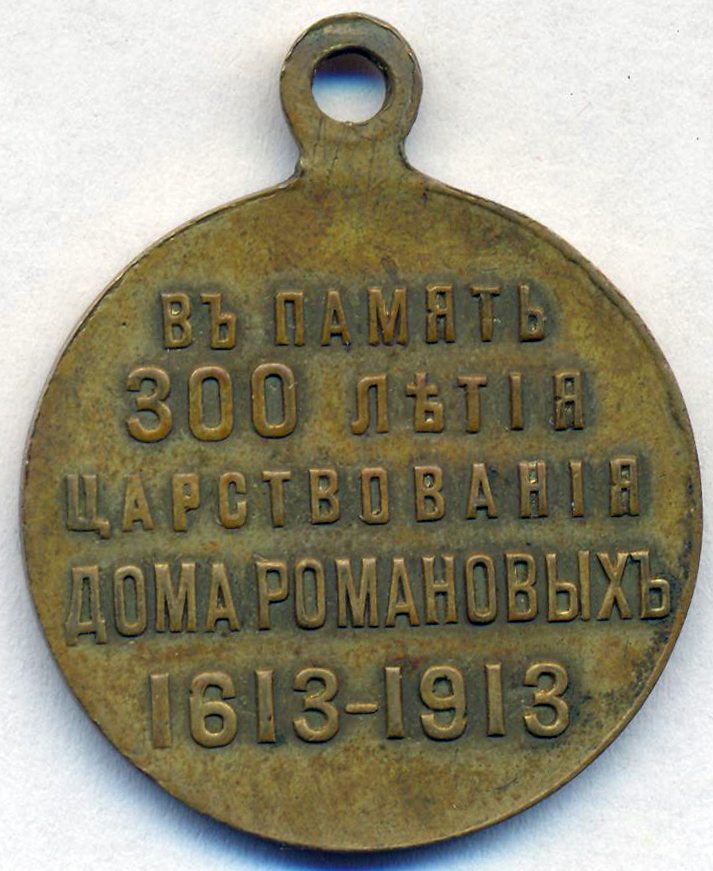 ВЪ ПАМЯТЬ
300 ЛѢТІЯ
ЦАРСТВОВАНІЯ
ДОМА РОМАНОВЫХЪ
1613-1913